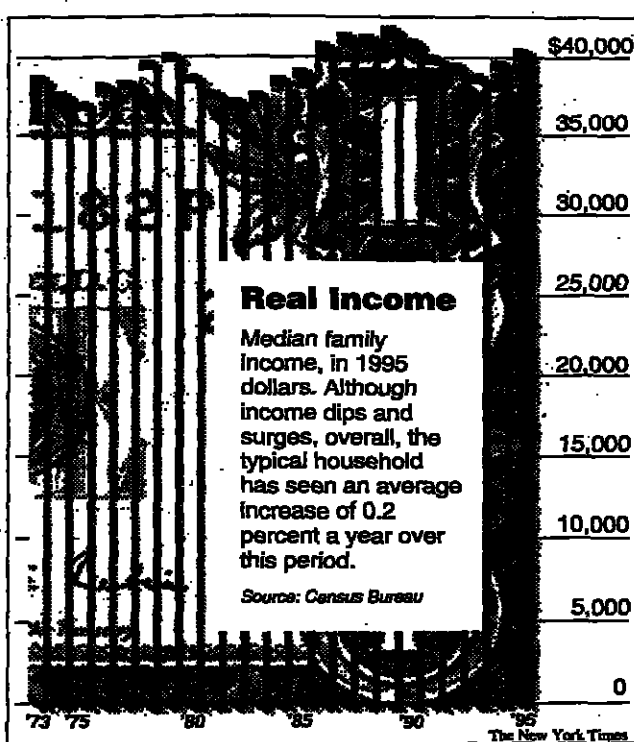 $40,000
35,000
30,000
25,000
20,000
15,000
10,000
5,000
0
Real Income
Median family
income, in 1995
dollars. Although
income dips and
surges, overall, the
typical household
has seen an average
increase of 0.2
percent a year over
this period.
Source: Census Bureau
'73 '75 '80 '85 '90 '95
The New York Times